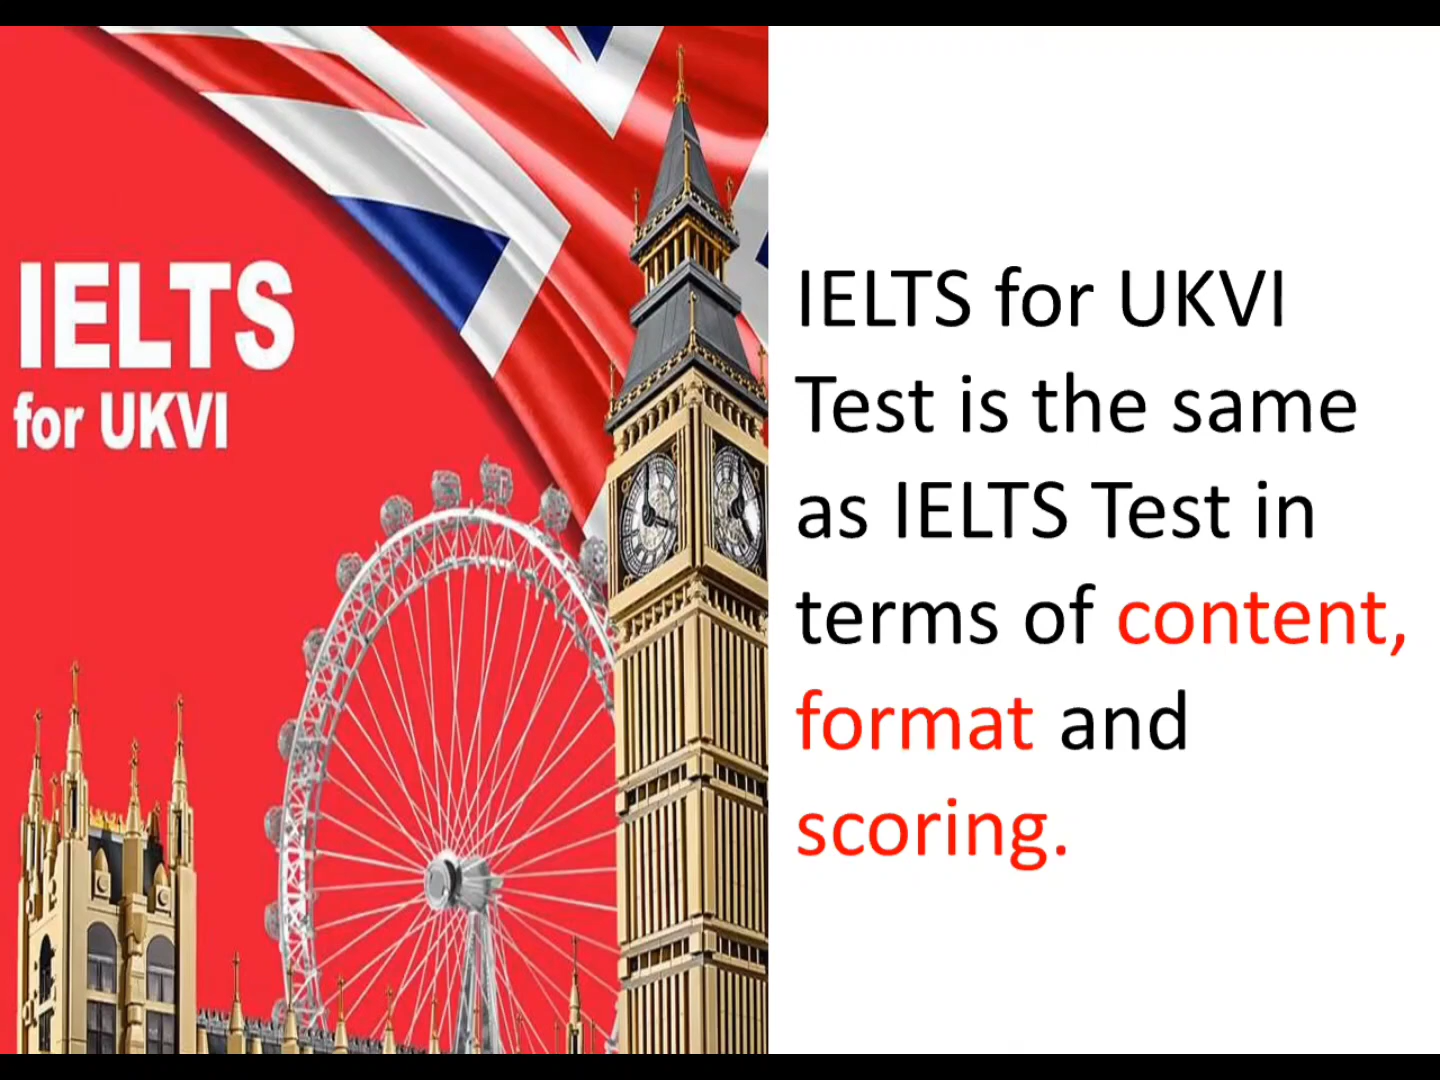 IELTS
for UKVI
IELTS for UKVI
Test is the same
as IELTS Test in
terms of content,
format and
scoring.